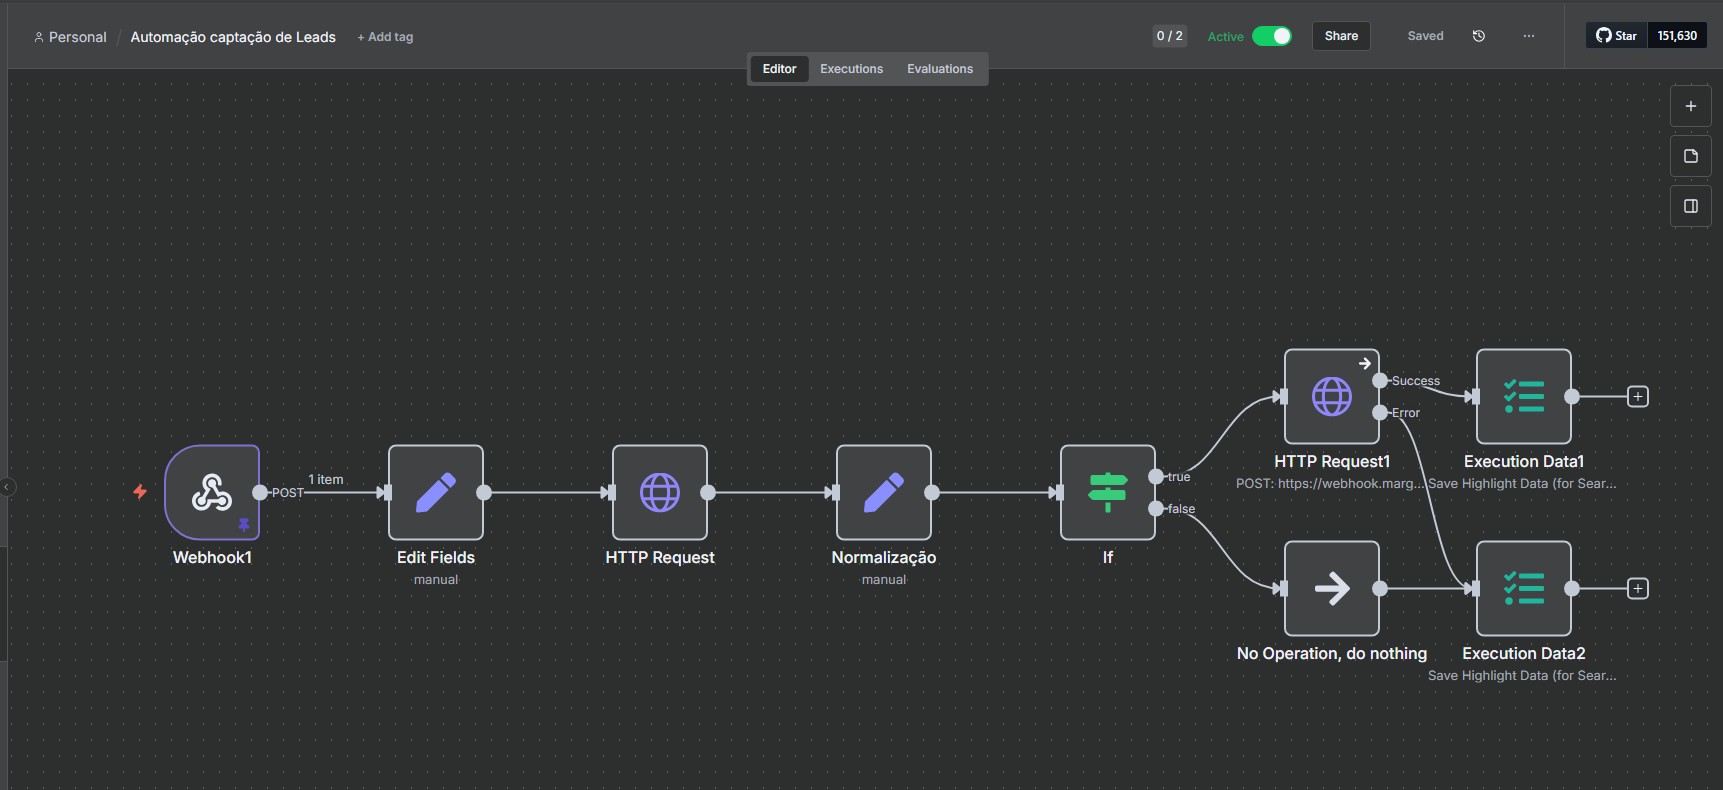 Personal / Automação captação de Leads + Add tag
0 / 2 Active Share Saved ... Star 151,630
Editor Executions Evaluations
Success
Error
HTTP Request1
POST: https://webhook.marg...
Execution Data1
Save Highlight Data (for Sear...
1 item
POST
true
false
Webhook1
Edit Fields
manual
HTTP Request
Normalização
manual
If
No Operation, do nothing
Execution Data2
Save Highlight Data (for Sear...